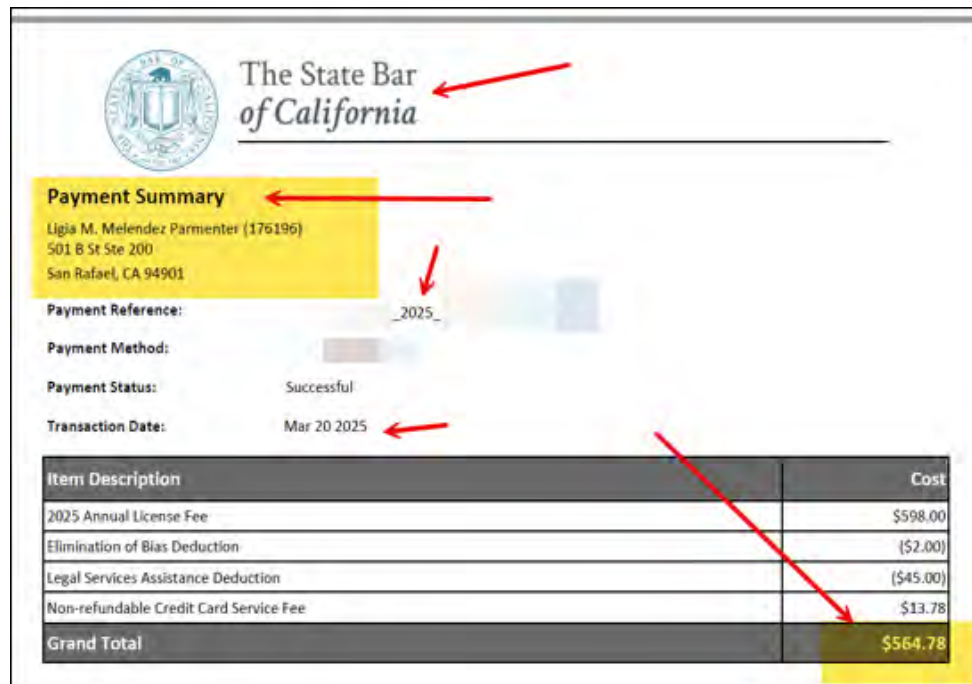 The State Bar
of California
Payment Summary
Ligia M. Melendez Parmenter (176196)
501 B St Ste 200
San Rafael, CA 94901
Payment Reference: _2025_
Payment Method:
Payment Status: Successful
Transaction Date: Mar 20 2025
Item Description Cost
2025 Annual License Fee $598.00
Elimination of Bias Deduction ($2.00)
Legal Services Assistance Deduction ($45.00)
Non-refundable Credit Card Service Fee $13.78
Grand Total $564.78